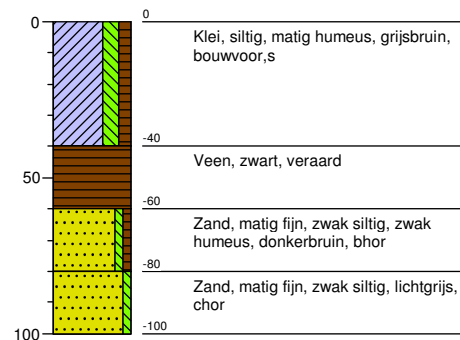 0
0
Klei, siltig, matig humeus, grijsbruin,
bouwvoor,s
-40
Veen, zwart, veraard
50
-60
Zand, matig fijn, zwak siltig, zwak
humeus, donkerbruin, bhor
-80
Zand, matig fijn, zwak siltig, lichtgrijs,
chor
100
-100